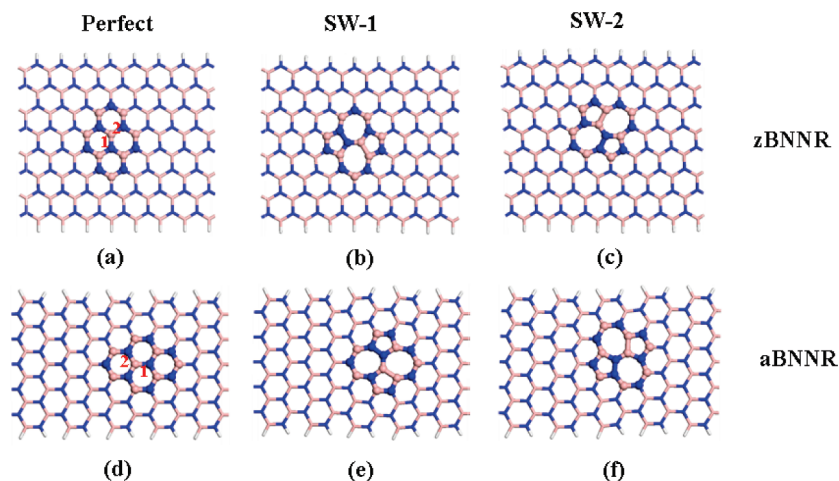 Perfect
SW-1
SW-2
2
1
zBNNR
(a)
(b)
(c)
2
1
aBNNR
(d)
(e)
(f)